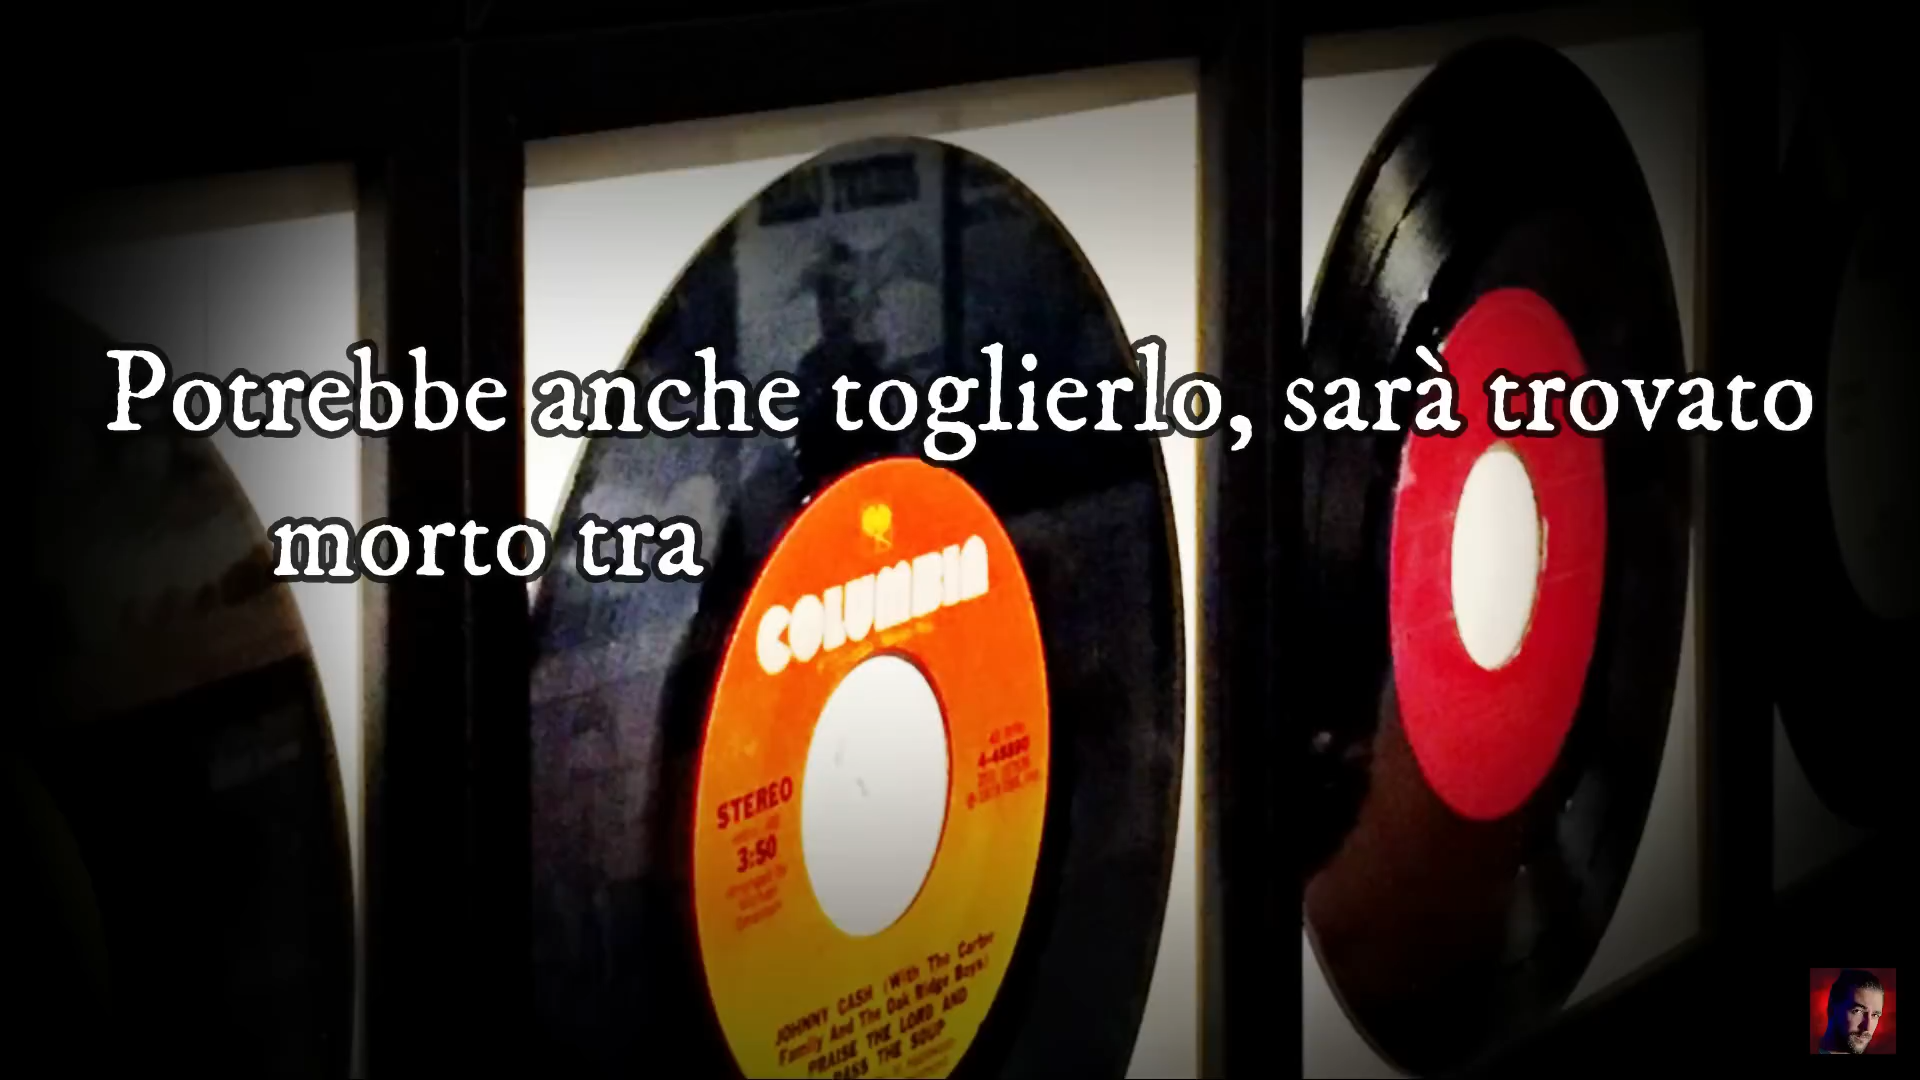 Potrebbe anche toglierlo, sarà trovato
morto tra
COLUMBIA
STEREO
3:50
JOHNNY CASH (With The Carter
Family And The Oak Ridge Boys)
PRAISE THE LORD AND
PASS THE SOUP